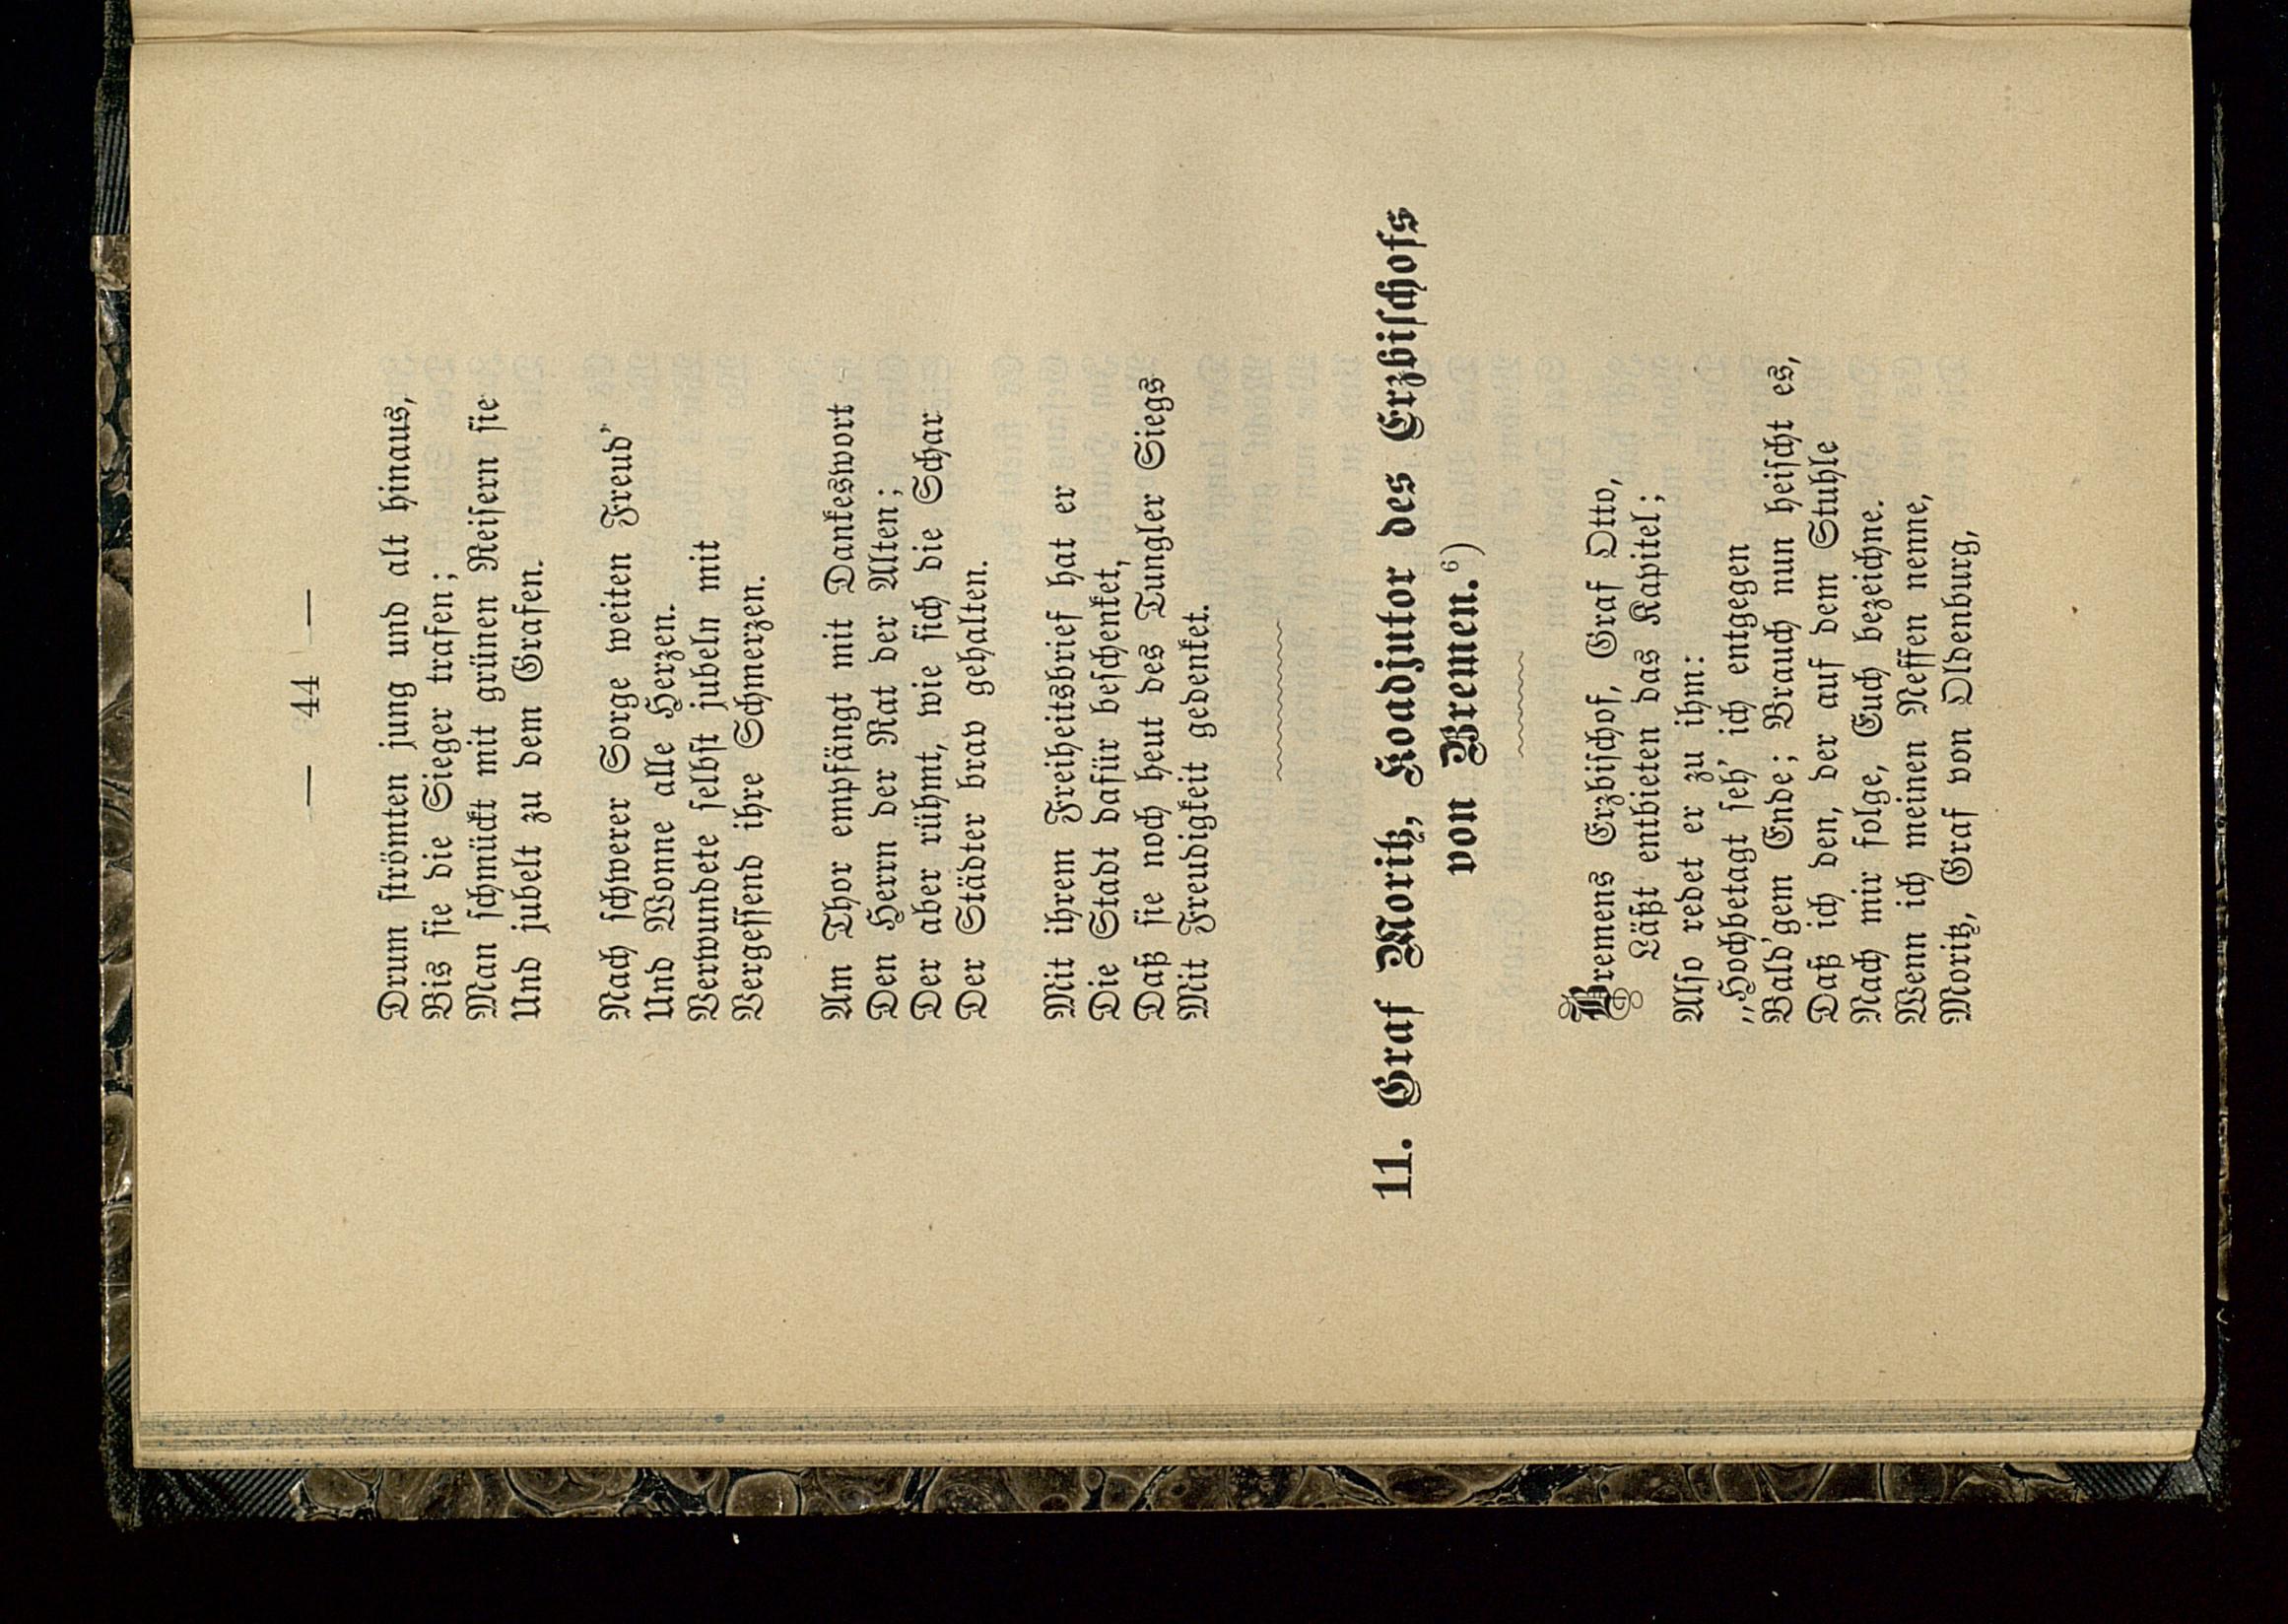 — 44 —
Drum strömten jung und alt hinaus,
Bis sie die Sieger trafen;
Man schmückt mit grünen Reisern sie
Und jubelt zu dem Grafen.
Nach schwerer Sorge weiten Freud'
Und Wonne alle Herzen.
Verwundete selbst jubeln mit
Vergessend ihre Schmerzen.
Am Thor empfängt mit Dankeswort
Den Herrn der Rat der Alten;
Der aber rühmt, wie sich die Schar
Der Städter brav gehalten.
Mit ihrem Freiheitsbrief hat er
Die Stadt dafür beschenket,
Daß sie noch heut des Tungler Siegs
Mit Freudigkeit gedenket.
11. Graf Moritz, Koadjutor des Erzbischofs
von Bremen.⁶)
Bremens Erzbischof, Graf Otto,
Läßt entbieten das Kapitel;
Also redet er zu ihm:
„Hochbetagt seh' ich entgegen
Bald'gem Ende; Brauch nun heischt es,
Daß ich den, der auf dem Stuhle
Nach mir folge, Euch bezeichne.
Wenn ich meinen Neffen nenne,
Moritz, Graf von Oldenburg,